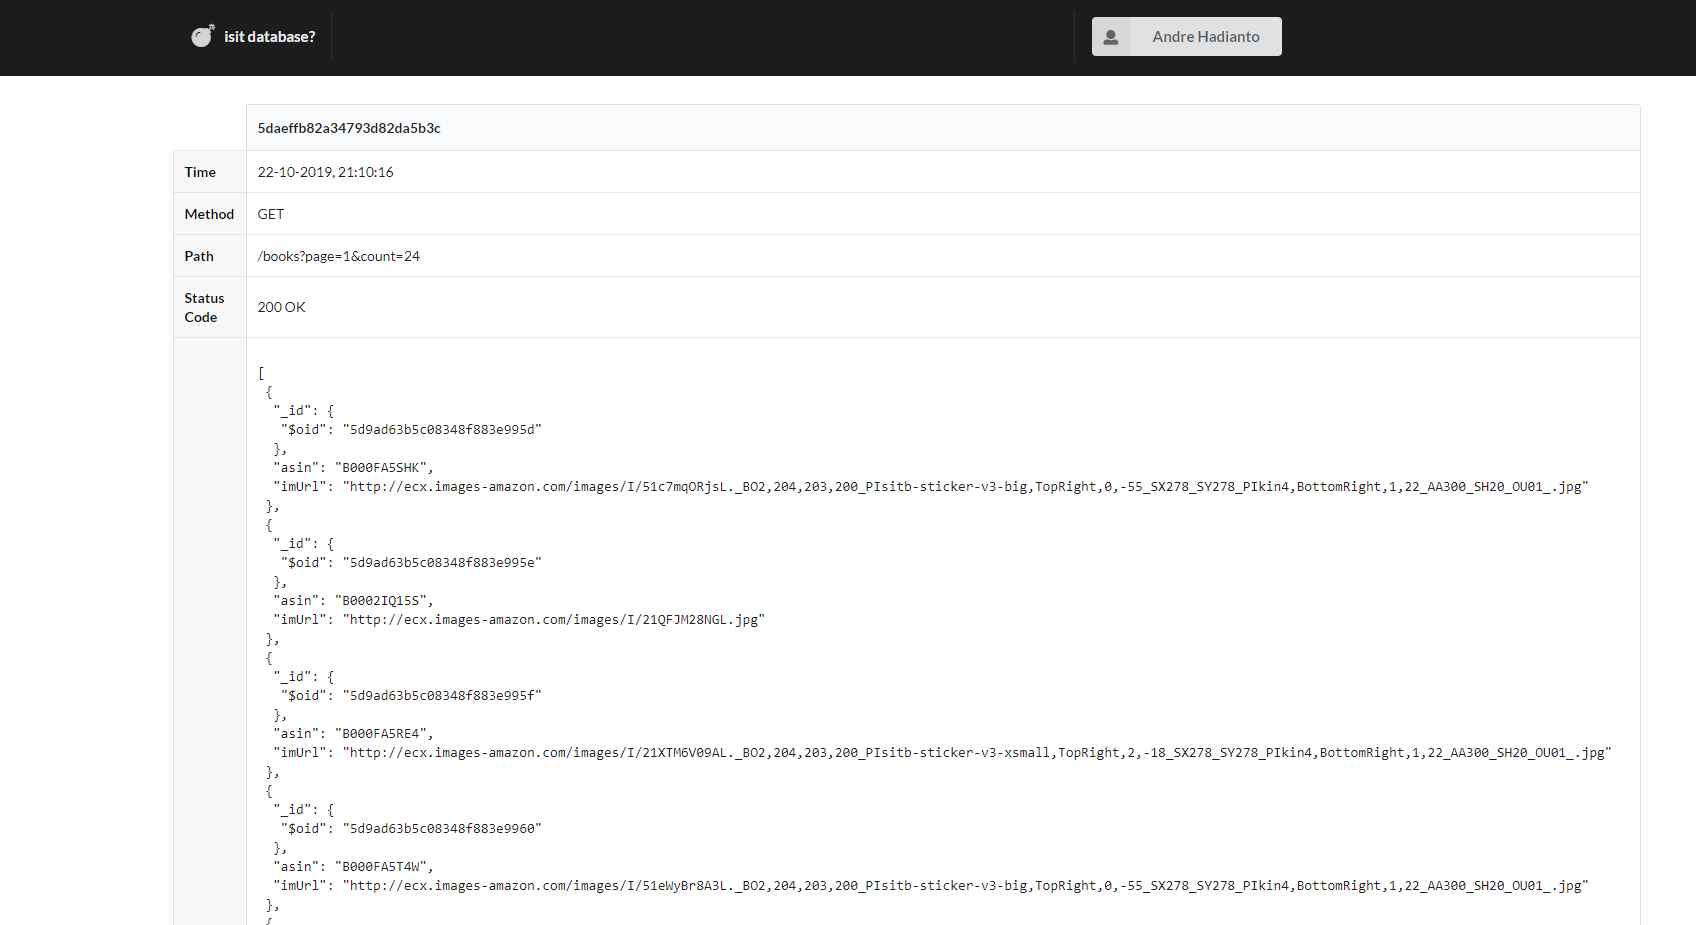 isit database?
Andre Hadianto
5daeffb82a34793d82da5b3c
Time 22-10-2019, 21:10:16
Method GET
Path /books?page=1&count=24
Status Code 200 OK
[
{
"_id": {
"$oid": "5d9ad63b5c08348f883e995d"
},
"asin": "B000FA5SHK",
"imUrl": "http://ecx.images-amazon.com/images/I/51c7mqORjsL._BO2,204,203,200_PIsitb-sticker-v3-big,TopRight,0,-55_SX278_SY278_PIkin4,BottomRight,1,22_AA300_SH20_OU01_.jpg"
},
{
"_id": {
"$oid": "5d9ad63b5c08348f883e995e"
},
"asin": "B0002IQ15S",
"imUrl": "http://ecx.images-amazon.com/images/I/21QFJM28NGL.jpg"
},
{
"_id": {
"$oid": "5d9ad63b5c08348f883e995f"
},
"asin": "B000FA5RE4",
"imUrl": "http://ecx.images-amazon.com/images/I/21XTM6V09AL._BO2,204,203,200_PIsitb-sticker-v3-xsmall,TopRight,2,-18_SX278_SY278_PIkin4,BottomRight,1,22_AA300_SH20_OU01_.jpg"
},
{
"_id": {
"$oid": "5d9ad63b5c08348f883e9960"
},
"asin": "B000FA5T4W",
"imUrl": "http://ecx.images-amazon.com/images/I/51eWyBr8A3L._BO2,204,203,200_PIsitb-sticker-v3-big,TopRight,0,-55_SX278_SY278_PIkin4,BottomRight,1,22_AA300_SH20_OU01_.jpg"
},
{